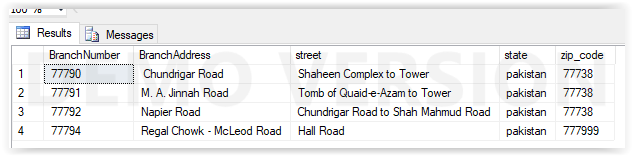 100 %
Results Messages
BranchNumber BranchAddress street state zip_code
1 77790 Chundrigar Road Shaheen Complex to Tower pakistan 77738
2 77791 M. A. Jinnah Road Tomb of Quaid-e-Azam to Tower pakistan 77738
3 77792 Napier Road Chundrigar Road to Shah Mahmud Road pakistan 77738
4 77794 Regal Chowk - McLeod Road Hall Road pakistan 777999
DEMO VERSION